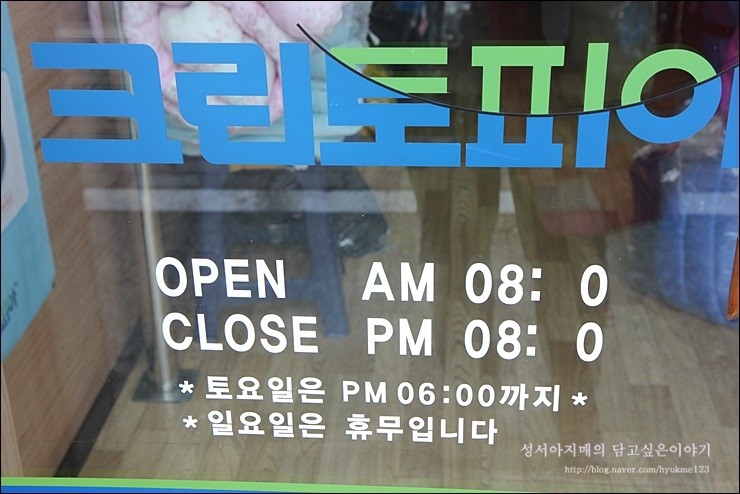 크린토피아
OPEN AM 08: 0
CLOSE PM 08: 0
*토요일은 PM 06:00까지*
*일요일은 휴무입니다
성서아지매의 담고싶은이야기
http://blog.naver.com/hyukme123